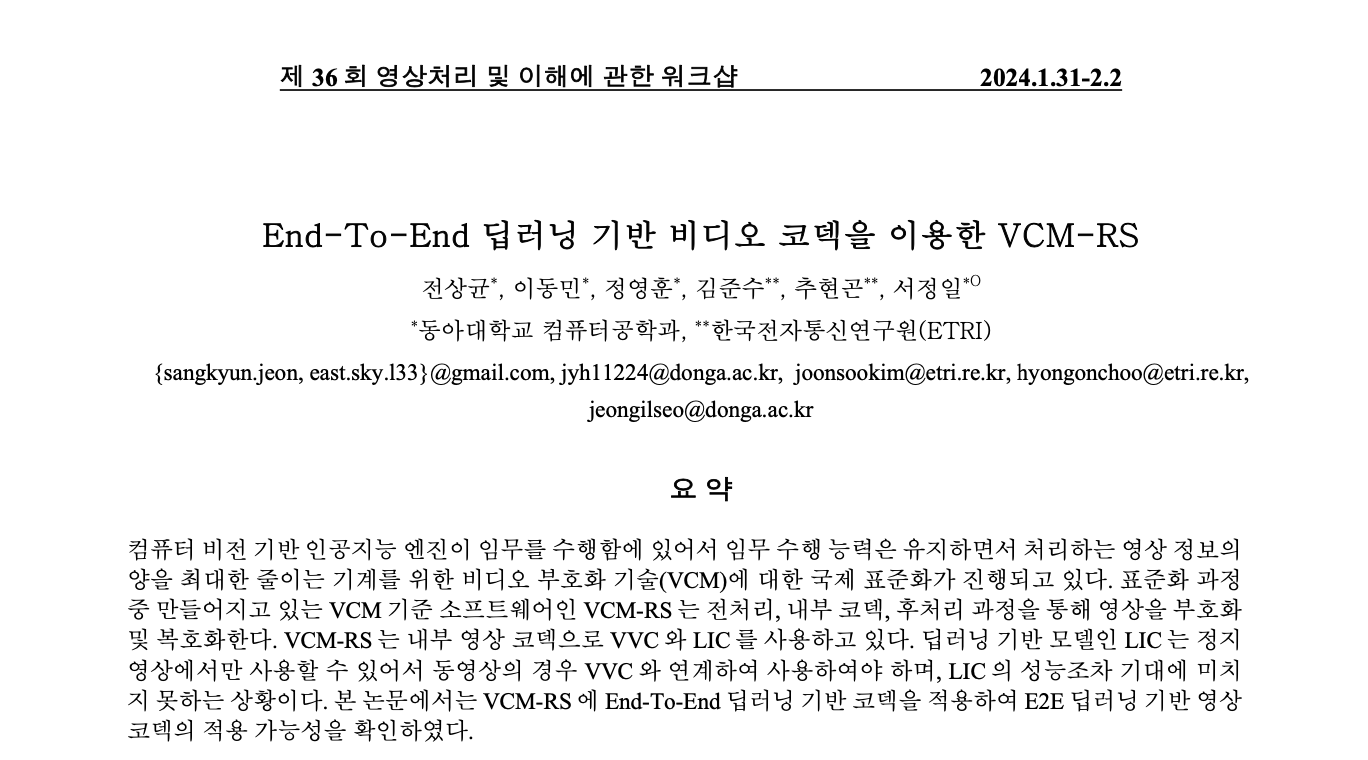 제 36 회 영상처리 및 이해에 관한 워크샵 2024.1.31-2.2
End-To-End 딥러닝 기반 비디오 코덱을 이용한 VCM-RS
전상균*, 이동민*, 정영훈*, 김준수**, 추현곤**, 서정일*O
*동아대학교 컴퓨터공학과, **한국전자통신연구원(ETRI)
{sangkyun.jeon, east.sky.l33}@gmail.com, jyh11224@donga.ac.kr, joonsookim@etri.re.kr, hyongonchoo@etri.re.kr,
jeongilseo@donga.ac.kr
요 약
컴퓨터 비전 기반 인공지능 엔진이 임무를 수행함에 있어서 임무 수행 능력은 유지하면서 처리하는 영상 정보의
양을 최대한 줄이는 기계를 위한 비디오 부호화 기술(VCM)에 대한 국제 표준화가 진행되고 있다. 표준화 과정
중 만들어지고 있는 VCM 기준 소프트웨어인 VCM-RS 는 전처리, 내부 코덱, 후처리 과정을 통해 영상을 부호화
및 복호화한다. VCM-RS 는 내부 영상 코덱으로 VVC 와 LIC 를 사용하고 있다. 딥러닝 기반 모델인 LIC 는 정지
영상에서만 사용할 수 있어서 동영상의 경우 VVC 와 연계하여 사용하여야 하며, LIC 의 성능조차 기대에 미치
지 못하는 상황이다. 본 논문에서는 VCM-RS 에 End-To-End 딥러닝 기반 코덱을 적용하여 E2E 딥러닝 기반 영상
코덱의 적용 가능성을 확인하였다.